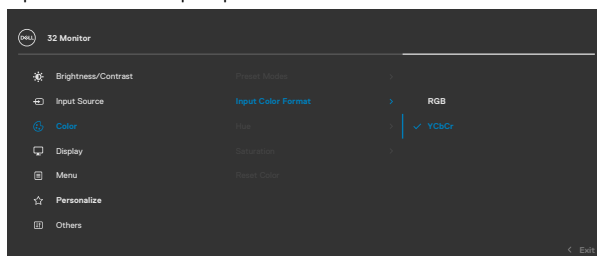 DELL 32 Monitor
Brightness/Contrast Preset Modes
Input Source Input Color Format RGB
Color Hue YCbCr
Display Saturation
Menu Reset Color
Personalize
Others
Exit